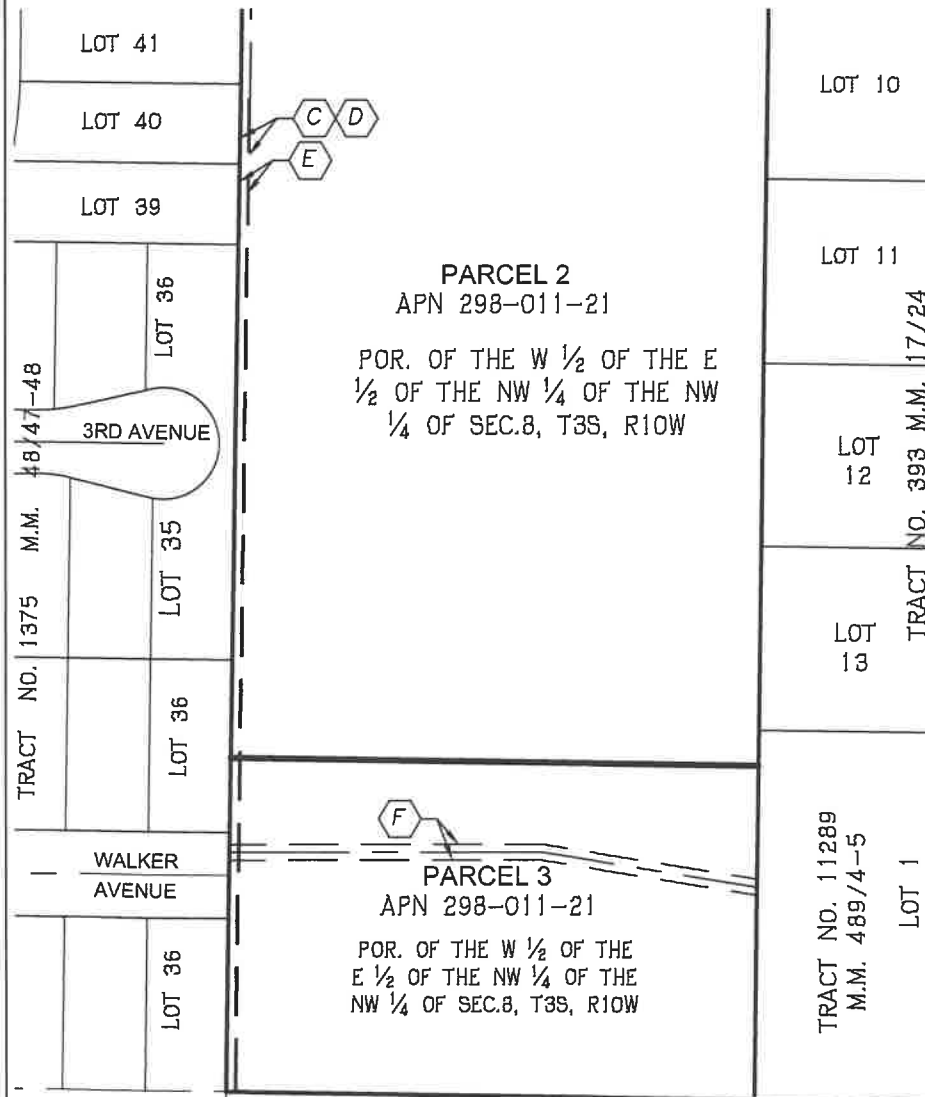 LOT 41
LOT 40
LOT 39
C D
E
LOT 10
LOT 11
LOT 12
LOT 13
TRACT NO. 393 M.M. 17/24
PARCEL 2
APN 298-011-21
POR. OF THE W ½ OF THE E
½ OF THE NW ¼ OF THE NW
¼ OF SEC.8, T3S, R10W
LOT 36
3RD AVENUE
LOT 35
TRACT NO. 1375 M.M. 48/47-48
LOT 36
WALKER
AVENUE
LOT 36
F
PARCEL 3
APN 298-011-21
POR. OF THE W ½ OF THE
E ½ OF THE NW ¼ OF THE
NW ¼ OF SEC.8, T3S, R10W
TRACT NO. 11289
M.M. 489/4-5
LOT 1